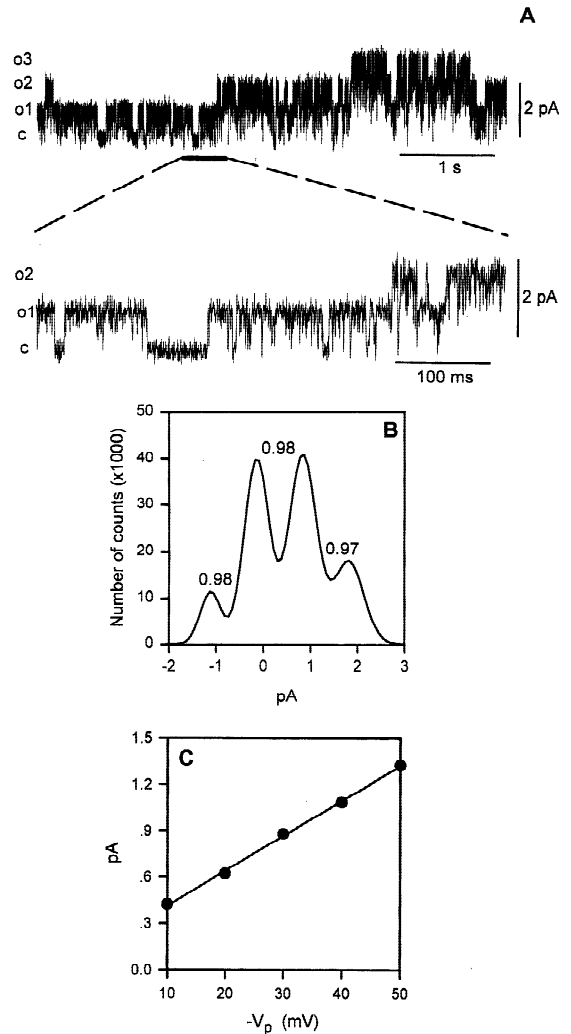 A
o3
o2
o1
c
2 pA
1 s
o2
o1
c
2 pA
100 ms
B
Number of counts (x1000)
50
40
30
20
10
0
0.98
0.98
0.97
-2 -1 0 1 2 3
pA
C
pA
1.5
1.2
.9
.6
.3
0.0
10 20 30 40 50
-Vp (mV)